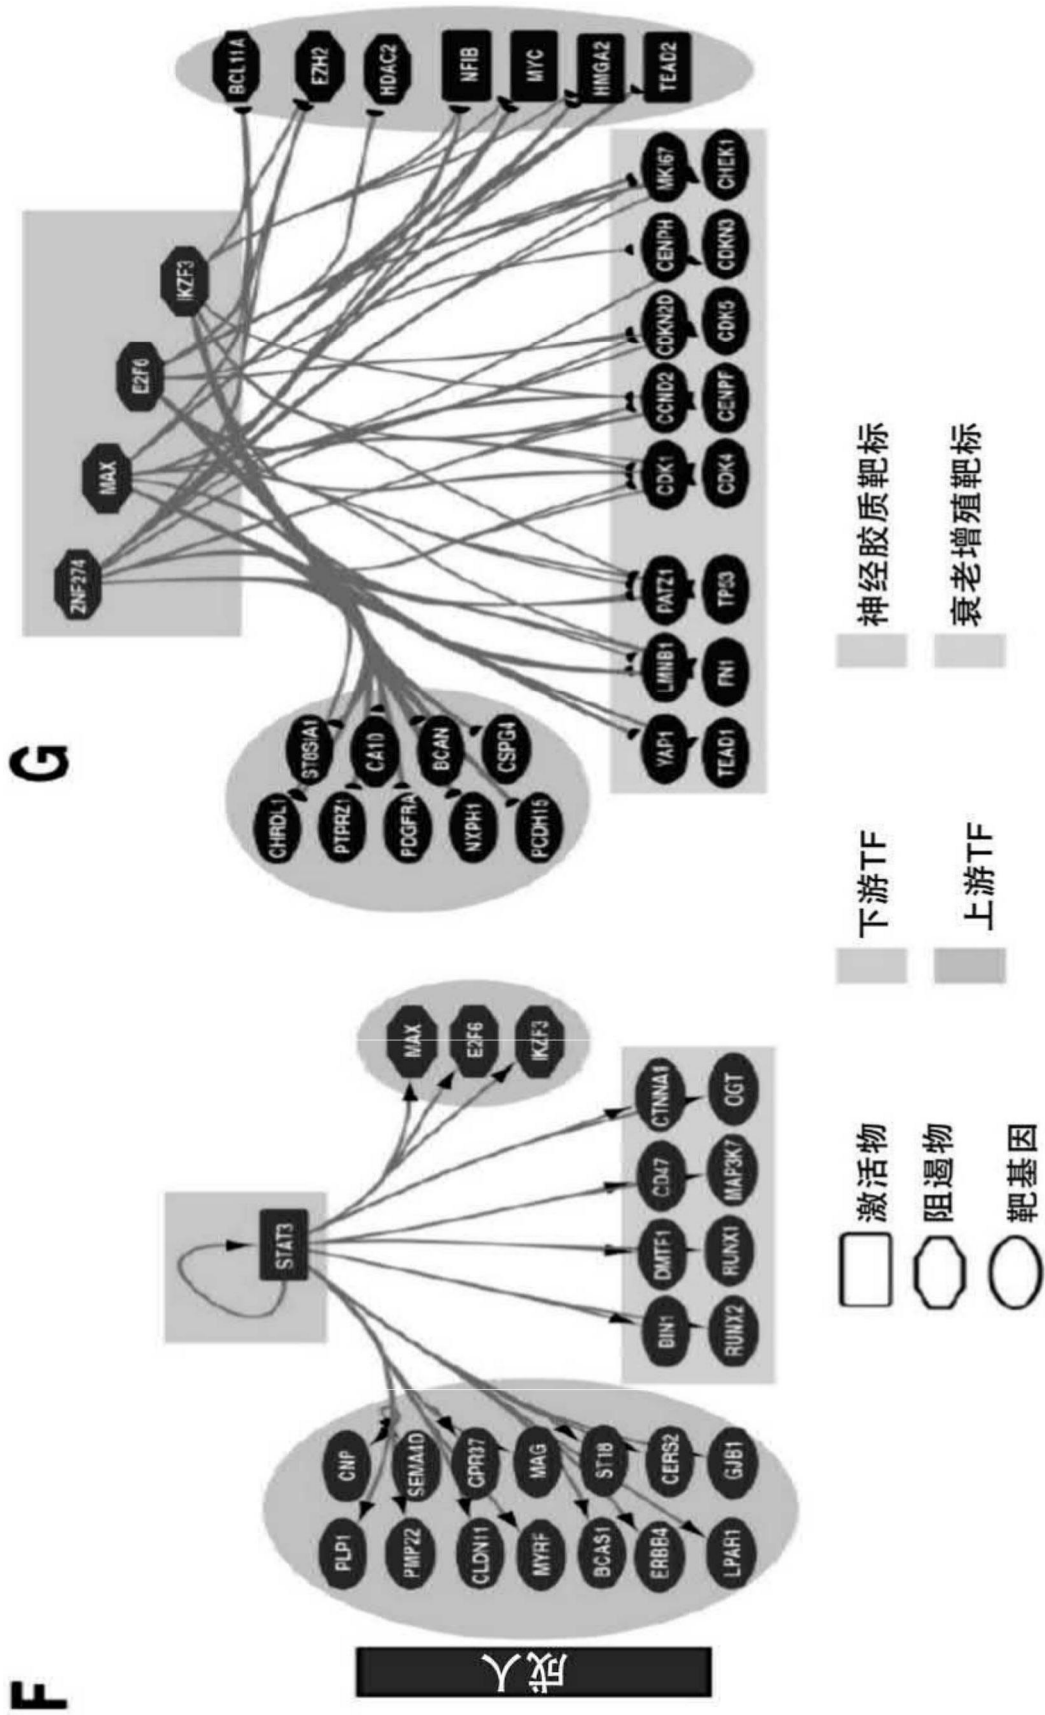 F
成人
STAT3
MAX
E2F6
IKZF3
PLP1
CNP
PMP22
SEMA4D
CLDN11
GPR37
MYRF
MAG
BCAS1
ST18
ERBB4
CERS2
LPAR1
GJB1
BIN1
DMTF1
CD47
CTNNA1
RUNX2
RUNX1
MAP3K7
OGT
G
ZNF274
MAX
E2F6
IKZF3
BCL11A
EZH2
HDAC2
NFIB
MYC
HMGA2
TEAD2
CHRDL1
ST8SIA1
PTPRZ1
CA10
PDGFRA
BCAN
NXPH1
CSPG4
PCDH15
YAP1
LMNB1
PATZ1
CDK1
CCND2
CDKN2D
CENPH
MKI67
TEAD1
FN1
TP53
CDK4
CENPF
CDK5
CDKN3
CHEK1
激活物
阻遏物
靶基因
下游TF
上游TF
神经胶质靶标
衰老增殖靶标